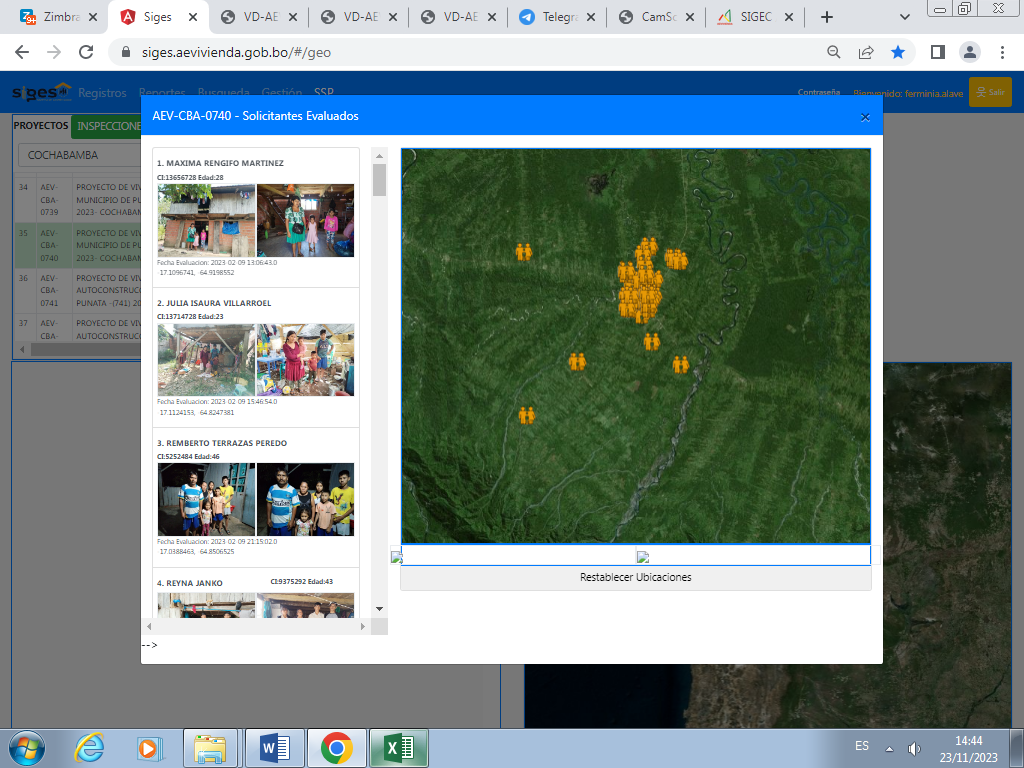 Zimbra
Siges
VD-AE
VD-AE
VD-AE
Telegra
CamSc
SIGEC
siges.aevivienda.gob.bo/#/geo
siges
Registros
Reportes
Busqueda
Gestión
SSP
Contraseña
Bienvenido: ferminia.alave
Salir
PROYECTOS
INSPECCIONE
COCHABAMBA
34
AEV-
CBA-
0739
PROYECTO DE VIV
MUNICIPIO DE PU
2023- COCHABAM
35
AEV-
CBA-
0740
PROYECTO DE VIV
MUNICIPIO DE PU
2023- COCHABAM
36
AEV-
CBA-
0741
PROYECTO DE VIV
AUTOCONSTRUCC
PUNATA -(741) 20
37
AEV-
CBA-
PROYECTO DE VIV
AUTOCONSTRUCC
AEV-CBA-0740 - Solicitantes Evaluados
×
1. MAXIMA RENGIFO MARTINEZ
CI:13656728 Edad:28
Fecha Evaluacion: 2023-02-09 13:06:43.0
-17.1096741, -64.9198552
2. JULIA ISAURA VILLARROEL
CI:13714728 Edad:23
Fecha Evaluacion: 2023-02-09 15:46:54.0
-17.1124153, -64.8247381
3. REMBERTO TERRAZAS PEREDO
CI:5252484 Edad:46
Fecha Evaluacion: 2023-02-09 21:15:02.0
-17.0388463, -64.8506525
4. REYNA JANKO
CI:9375292 Edad:43
Restablecer Ubicaciones
-->
ES
14:44
23/11/2023